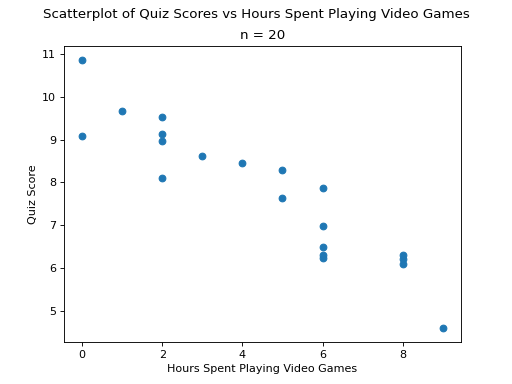 Scatterplot of Quiz Scores vs Hours Spent Playing Video Games
n = 20
11
10
9
8
7
6
5
Quiz Score
0 2 4 6 8
Hours Spent Playing Video Games